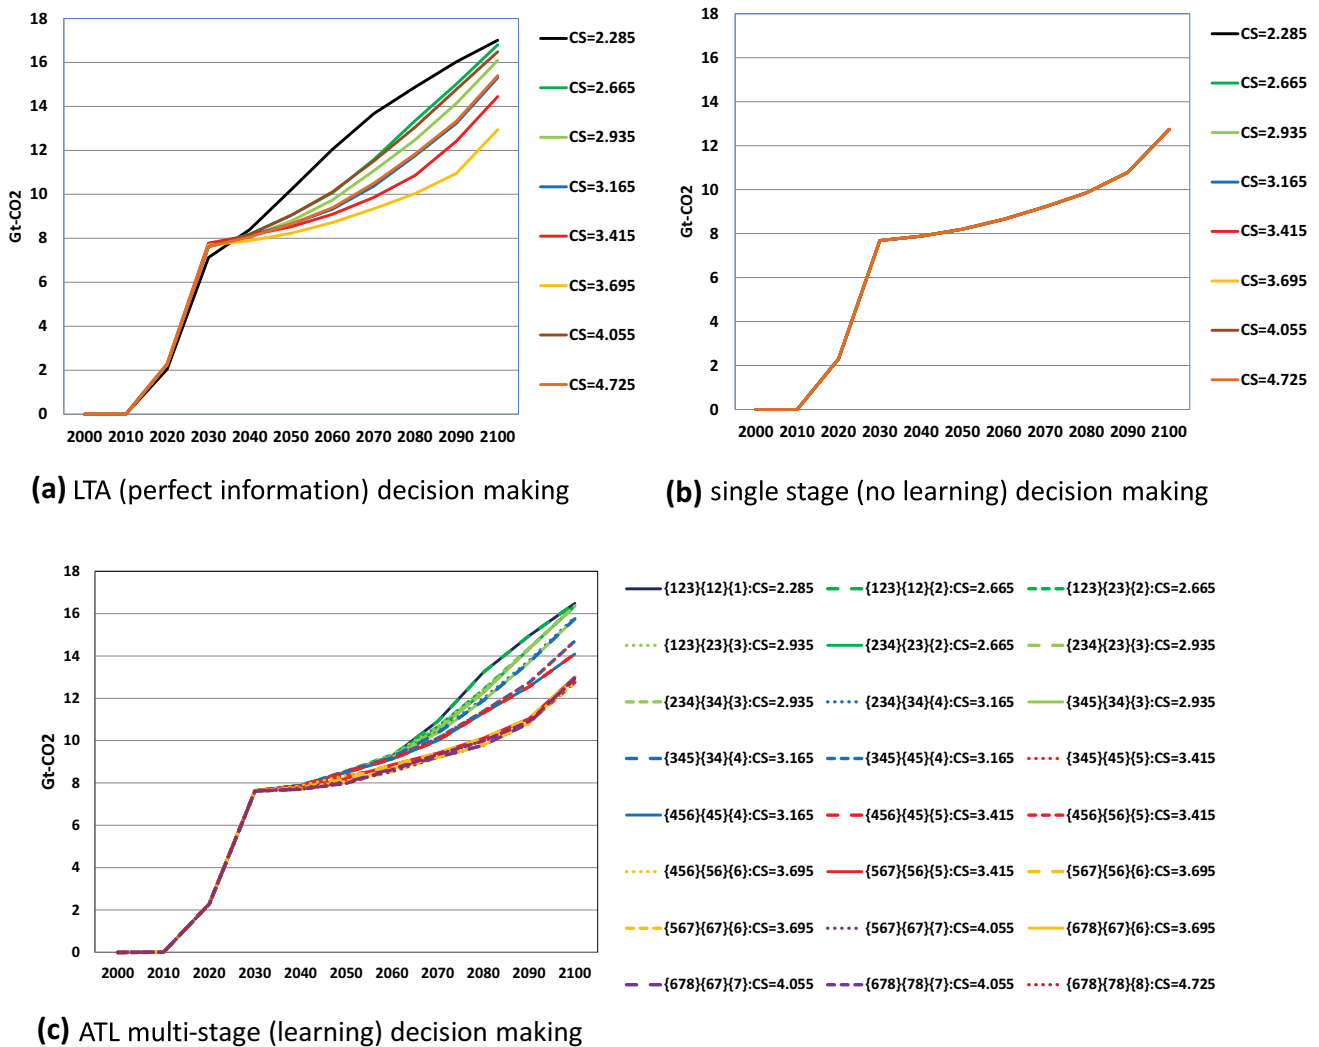 18
16
14
12
10
8
6
4
2
0
Gt-CO2
2000 2010 2020 2030 2040 2050 2060 2070 2080 2090 2100
CS=2.285
CS=2.665
CS=2.935
CS=3.165
CS=3.415
CS=3.695
CS=4.055
CS=4.725
(a) LTA (perfect information) decision making
18
16
14
12
10
8
6
4
2
0
Gt-CO2
2000 2010 2020 2030 2040 2050 2060 2070 2080 2090 2100
CS=2.285
CS=2.665
CS=2.935
CS=3.165
CS=3.415
CS=3.695
CS=4.055
CS=4.725
(b) single stage (no learning) decision making
18
16
14
12
10
8
6
4
2
0
Gt-CO2
2000 2010 2020 2030 2040 2050 2060 2070 2080 2090 2100
{123}{12}{1}:CS=2.285 {123}{12}{2}:CS=2.665 {123}{23}{2}:CS=2.665
{123}{23}{3}:CS=2.935 {234}{23}{2}:CS=2.665 {234}{23}{3}:CS=2.935
{234}{34}{3}:CS=2.935 {234}{34}{4}:CS=3.165 {345}{34}{3}:CS=2.935
{345}{34}{4}:CS=3.165 {345}{45}{4}:CS=3.165 {345}{45}{5}:CS=3.415
{456}{45}{4}:CS=3.165 {456}{45}{5}:CS=3.415 {456}{56}{5}:CS=3.415
{456}{56}{6}:CS=3.695 {567}{56}{5}:CS=3.415 {567}{56}{6}:CS=3.695
{567}{67}{6}:CS=3.695 {567}{67}{7}:CS=4.055 {678}{67}{6}:CS=3.695
{678}{67}{7}:CS=4.055 {678}{78}{7}:CS=4.055 {678}{78}{8}:CS=4.725
(c) ATL multi-stage (learning) decision making